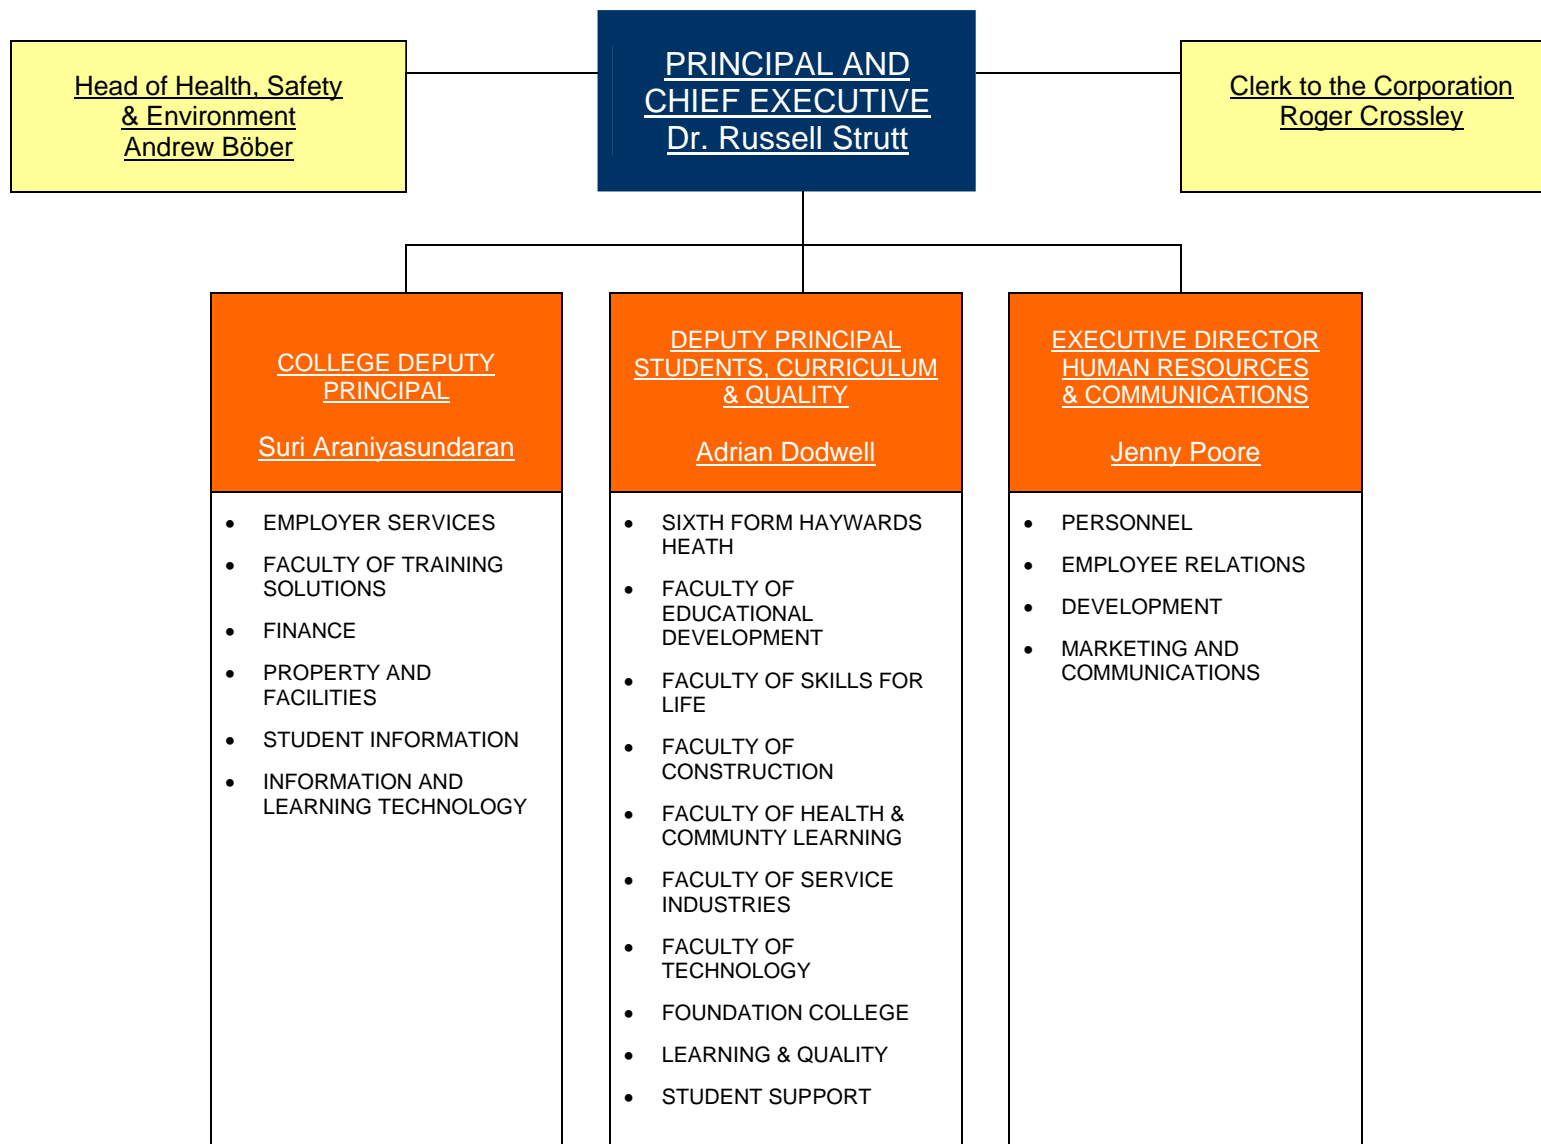 Head of Health, Safety
& Environment
Andrew Böber
PRINCIPAL AND
CHIEF EXECUTIVE
Dr. Russell Strutt
Clerk to the Corporation
Roger Crossley
COLLEGE DEPUTY
PRINCIPAL
Suri Araniyasundaran
• EMPLOYER SERVICES
• FACULTY OF TRAINING
SOLUTIONS
• FINANCE
• PROPERTY AND
FACILITIES
• STUDENT INFORMATION
• INFORMATION AND
LEARNING TECHNOLOGY
DEPUTY PRINCIPAL
STUDENTS, CURRICULUM
& QUALITY
Adrian Dodwell
• SIXTH FORM HAYWARDS
HEATH
• FACULTY OF
EDUCATIONAL
DEVELOPMENT
• FACULTY OF SKILLS FOR
LIFE
• FACULTY OF
CONSTRUCTION
• FACULTY OF HEALTH &
COMMUNTY LEARNING
• FACULTY OF SERVICE
INDUSTRIES
• FACULTY OF
TECHNOLOGY
• FOUNDATION COLLEGE
• LEARNING & QUALITY
• STUDENT SUPPORT
EXECUTIVE DIRECTOR
HUMAN RESOURCES
& COMMUNICATIONS
Jenny Poore
• PERSONNEL
• EMPLOYEE RELATIONS
• DEVELOPMENT
• MARKETING AND
COMMUNICATIONS